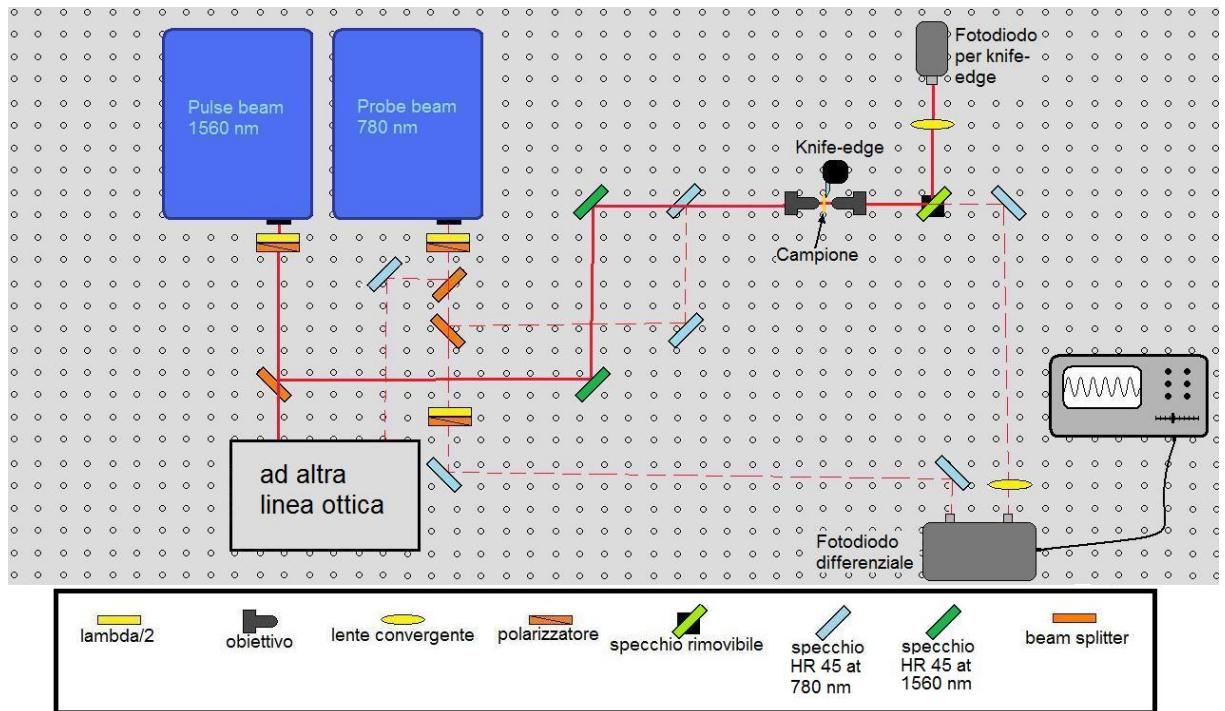 Pulse beam
1560 nm
Probe beam
780 nm
Fotodiodo
per knife-
edge
Knife-edge
Campione
ad altra
linea ottica
Fotodiodo
differenziale
lambda/2
obiettivo
lente convergente
polarizzatore
specchio rimovibile
specchio
HR 45 at
780 nm
specchio
HR 45 at
1560 nm
beam splitter